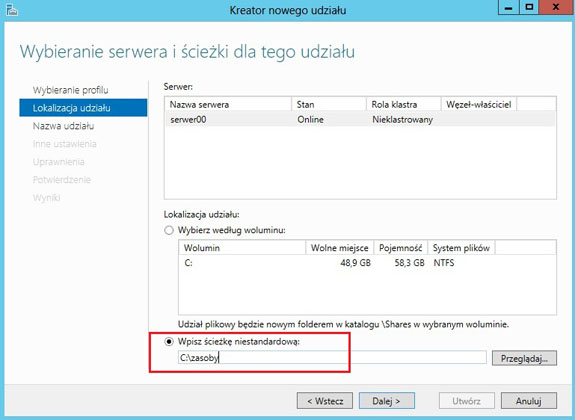 Kreator nowego udziału
Wybieranie serwera i ścieżki dla tego udziału
Wybieranie profilu
Lokalizacja udziału
Nazwa udziału
Inne ustawienia
Uprawnienia
Potwierdzenie
Wyniki
Serwer:
Nazwa serwera Stan Rola klastra Węzeł-właściciel
serwer00 Online Nieklastrowany
Lokalizacja udziału:
Wybierz według woluminu:
Wolumin Wolne miejsce Pojemność System plików
C: 48,9 GB 58,3 GB NTFS
Udział plikowy będzie nowym folderem w katalogu \Shares w wybranym woluminie.
Wpisz ścieżkę niestandardową:
C:\zasoby
Przeglądaj...
< Wstecz Dalej > Utwórz Anuluj